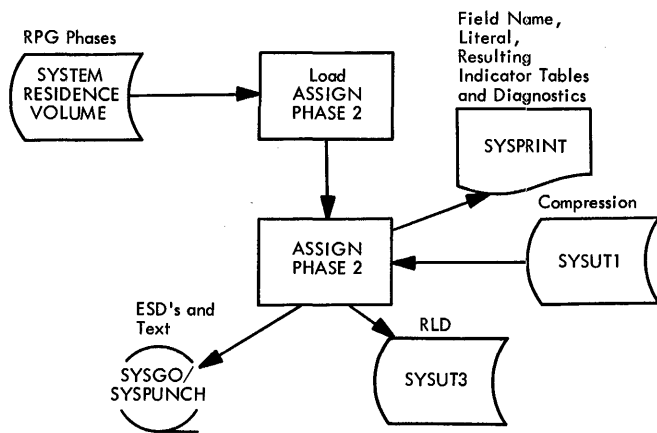 RPG Phases
SYSTEM
RESIDENCE
VOLUME
Load
ASSIGN
PHASE 2
Field Name,
Literal,
Resulting
Indicator Tables
and Diagnostics
SYSPRINT
ASSIGN
PHASE 2
Compression
SYSUT1
ESD's and
Text
SYSGO/
SYSPUNCH
RLD
SYSUT3